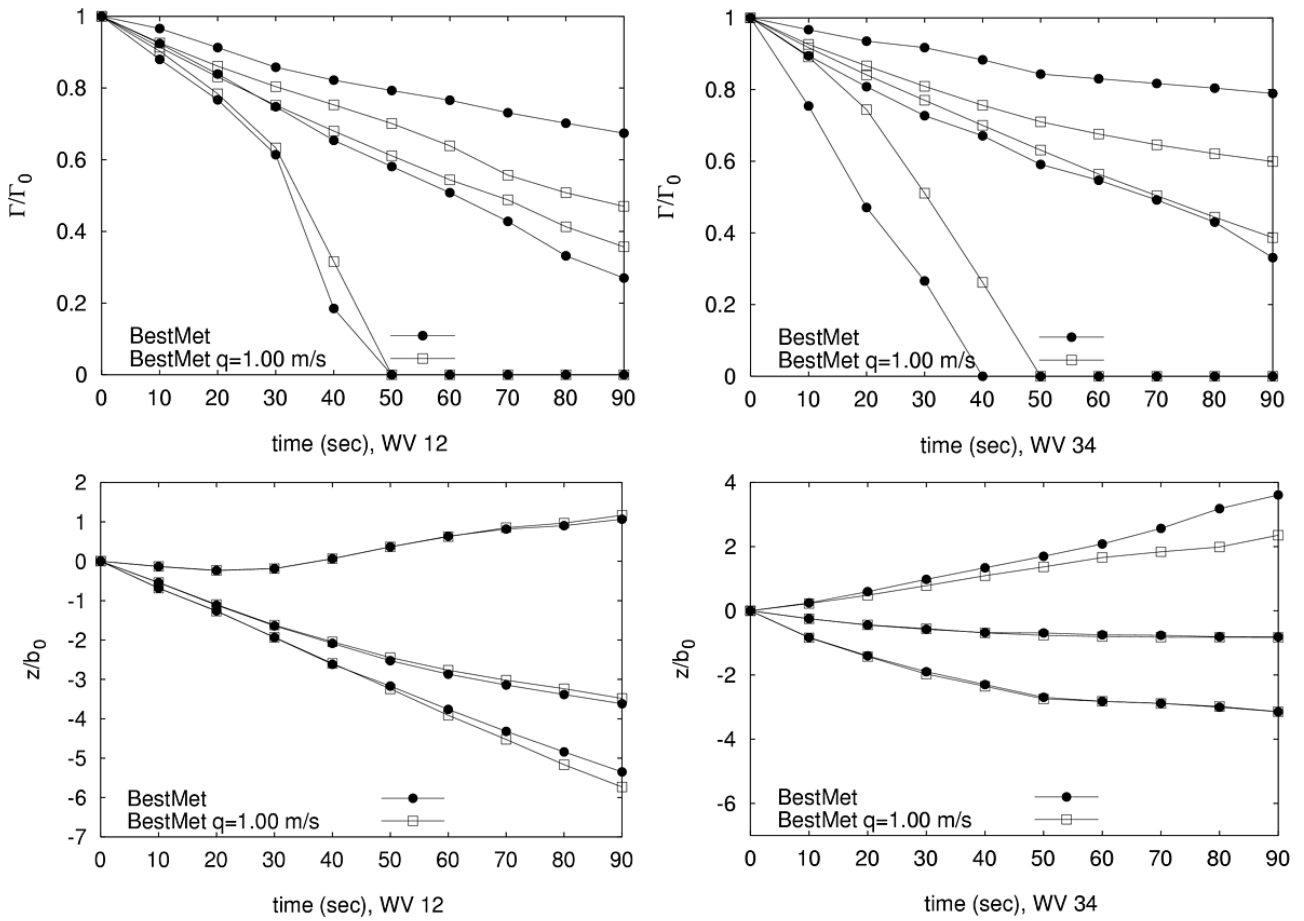 1
0.8
0.6
0.4
0.2
0
Γ/Γ0
BestMet
BestMet q=1.00 m/s
0 10 20 30 40 50 60 70 80 90
time (sec), WV 12
1
0.8
0.6
0.4
0.2
0
Γ/Γ0
BestMet
BestMet q=1.00 m/s
0 10 20 30 40 50 60 70 80 90
time (sec), WV 34
2
1
0
-1
-2
-3
-4
-5
-6
-7
z/b0
BestMet
BestMet q=1.00 m/s
0 10 20 30 40 50 60 70 80 90
time (sec), WV 12
4
2
0
-2
-4
-6
z/b0
BestMet
BestMet q=1.00 m/s
0 10 20 30 40 50 60 70 80 90
time (sec), WV 34